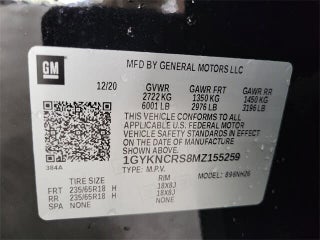 GM
MFD BY GENERAL MOTORS LLC
12/20 GVWR GAWR FRT GAWR RR
2722 KG 1350 KG 1450 KG
6001 LB 2976 LB 3196 LB
THIS VEHICLE CONFORMS TO ALL
APPLICABLE U.S. FEDERAL MOTOR
VEHICLE SAFETY STANDARDS IN
EFFECT ON THE DATE OF
MANUFACTURE SHOWN ABOVE.
1GYKNCRS8MZ155259
384A TYPE: M.P.V. MODEL: 896NH26
TIRE SIZE RIM
FRT 235/65R18 H 18X8J
RR 235/65R18 H 18X8J
SPA NONE NONE